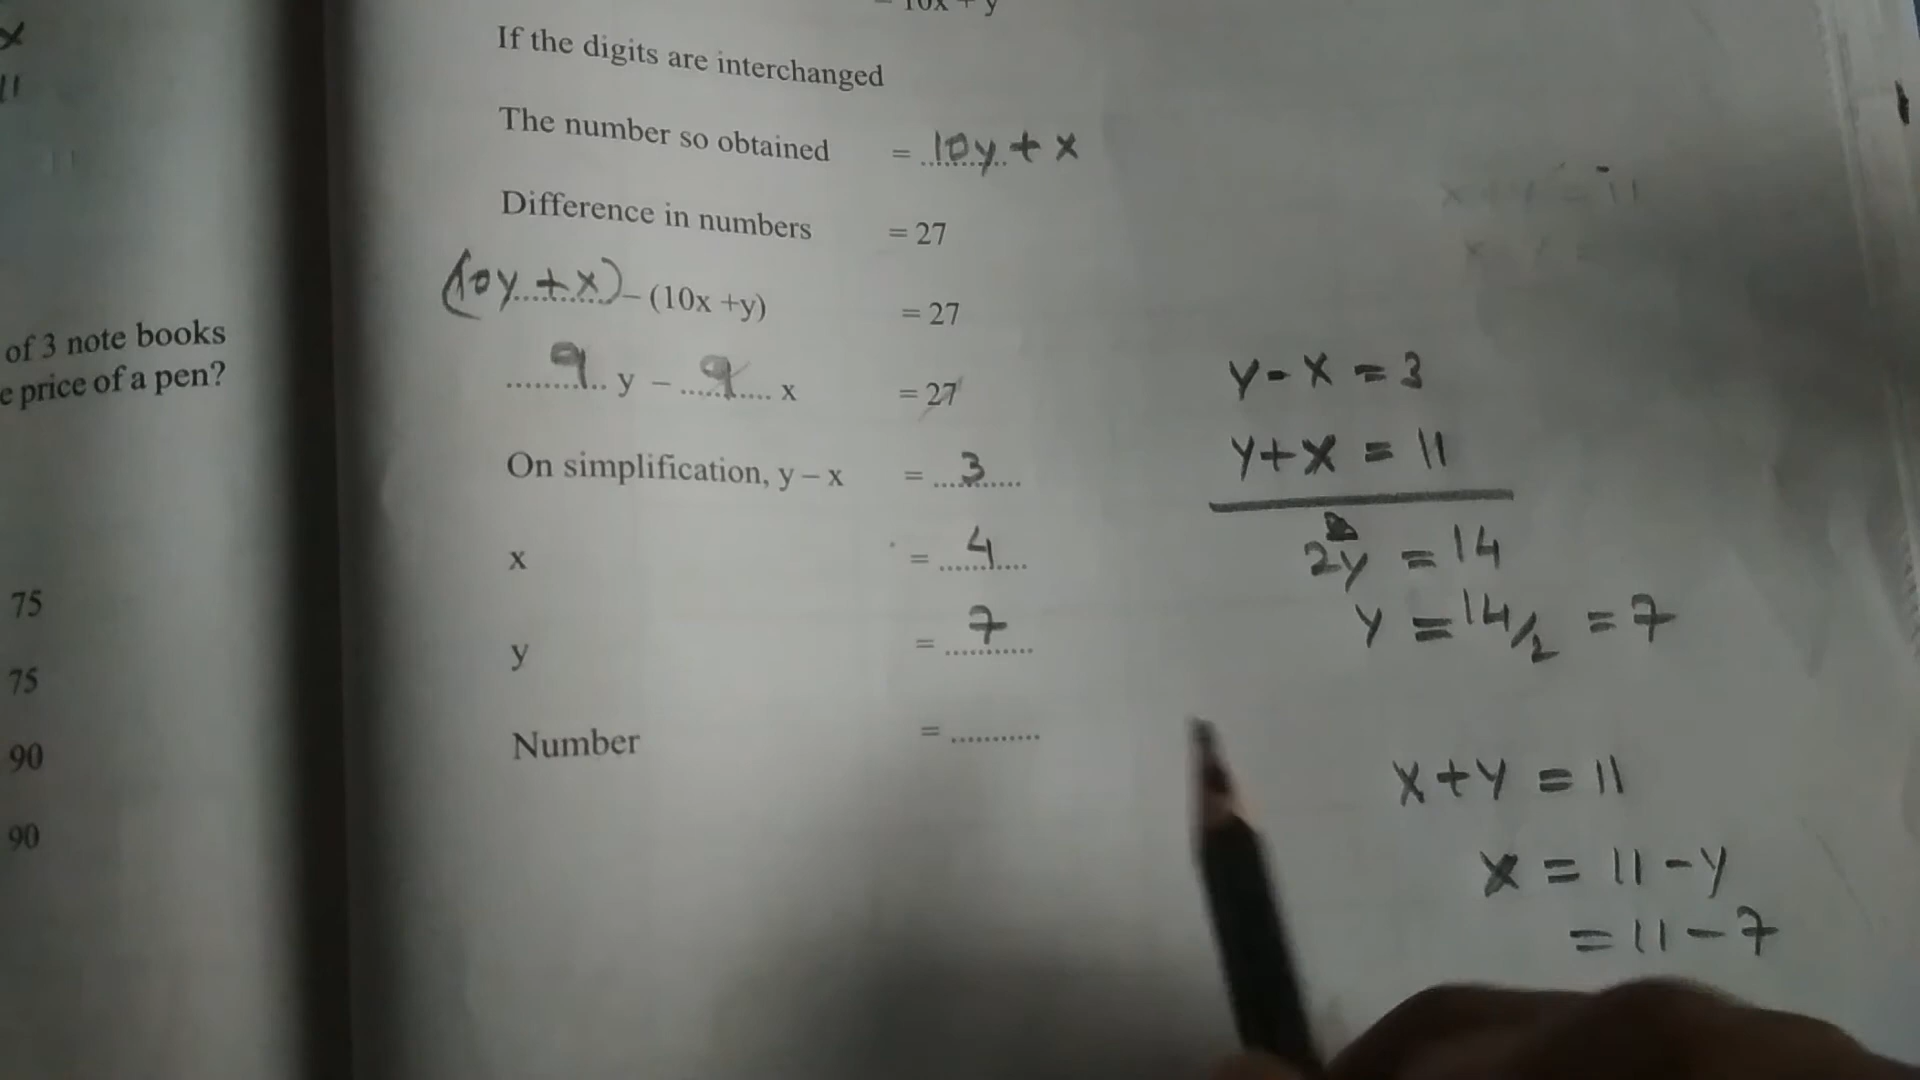 = 10x + y
x
11
If the digits are interchanged
The number so obtained = 10y + x
Difference in numbers = 27
(10y + x) – (10x +y) = 27
9 y – 9 x = 27
On simplification, y – x = 3
x = 4
y = 7
Number = ...........
of 3 note books
e price of a pen?
75
75
90
90
y - x = 3
y + x = 11
2y = 14
y = 14/2 = 7
x + y = 11
x = 11 - y
= 11 - 7